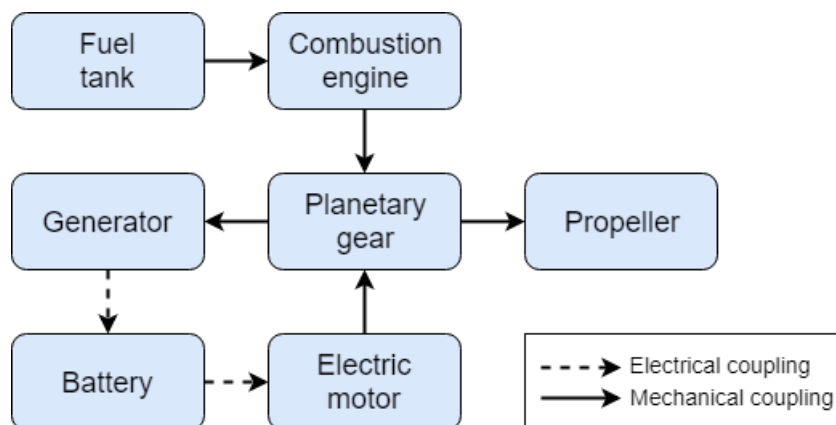 Fuel
tank
Combustion
engine
Generator
Planetary
gear
Propeller
Battery
Electric
motor
Electrical coupling
Mechanical coupling